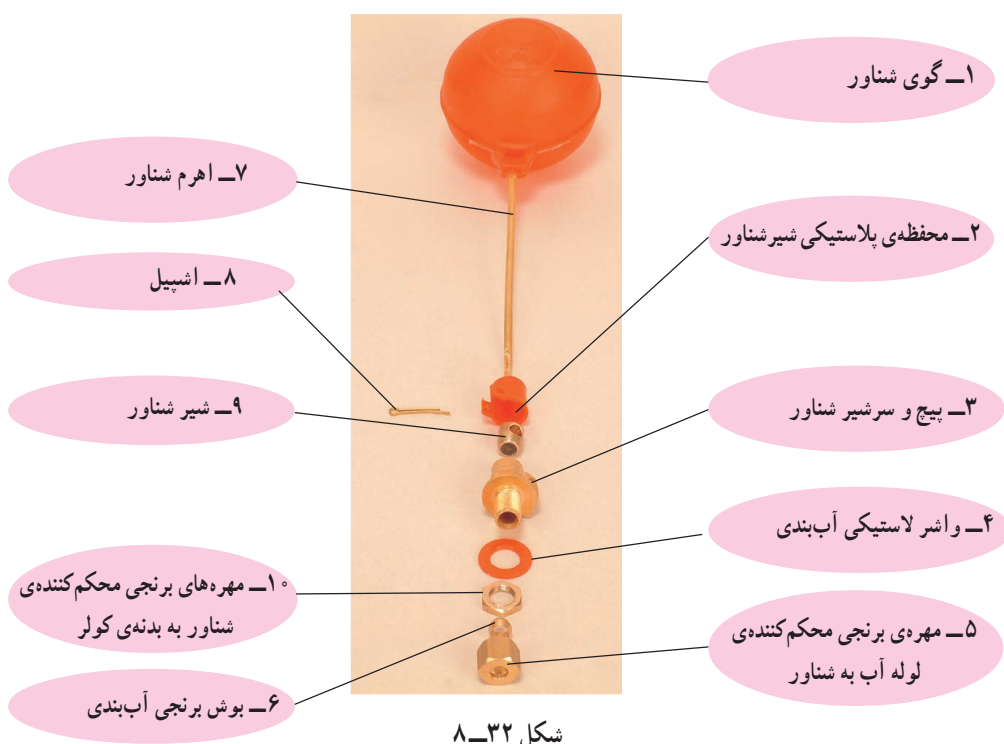 ۱ــ گوی شناور
۲ــ محفظه‌ی پلاستیکی شیرشناور
۳ــ پیچ و سرشیر شناور
۴ــ واشر لاستیکی آب‌بندی
۵ــ مهره‌ی برنجی محکم‌کننده‌ی
لوله آب به شناور
۶ــ بوش برنجی آب‌بندی
۷ــ اهرم شناور
۸ــ اشپیل
۹ــ شیر شناور
۱۰ــ مهره‌های برنجی محکم‌کننده‌ی
شناور به بدنه‌ی کولر
شکل ۳۲ــ۸